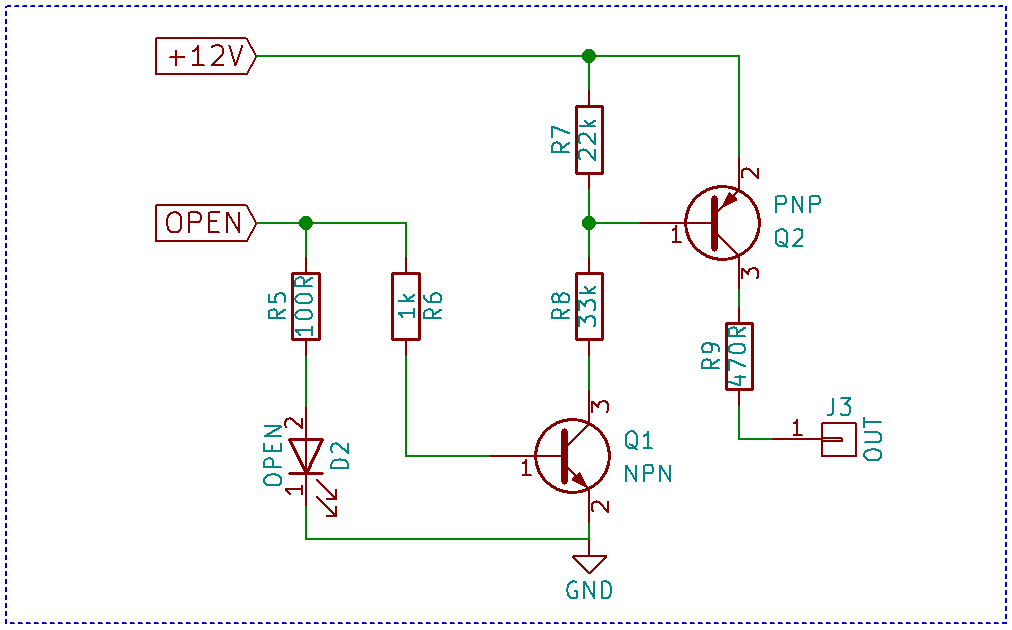 +12V
R7
22k
2
PNP
Q2
1
3
OPEN
R5
100R
1k
R6
R8
33k
R9
470R
J3
1
OUT
3
Q1
NPN
1
2
OPEN
2
D2
1
GND